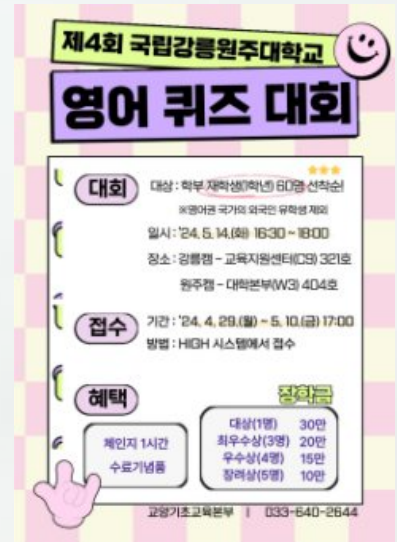 제4회 국립강릉원주대학교
영어 퀴즈 대회
대회
대상 : 학부 재학생(1학년) 60명 선착순!
※영어권 국가의 외국인 유학생 제외
일시 : '24. 5. 14.(화) 16:30 ~ 18:00
장소 : 강릉캠 - 교육지원센터(C9) 321호
원주캠 - 대학본부(W3) 404호
접수
기간 : '24. 4. 29.(월) ~ 5. 10.(금) 17:00
방법 : HIGH 시스템에서 접수
혜택
장학금
체인지 1시간
수료기념품
대상(1명) 30만
최우수상(3명) 20만
우수상(4명) 15만
장려상(5명) 10만
교양기초교육본부 | 033-640-2644